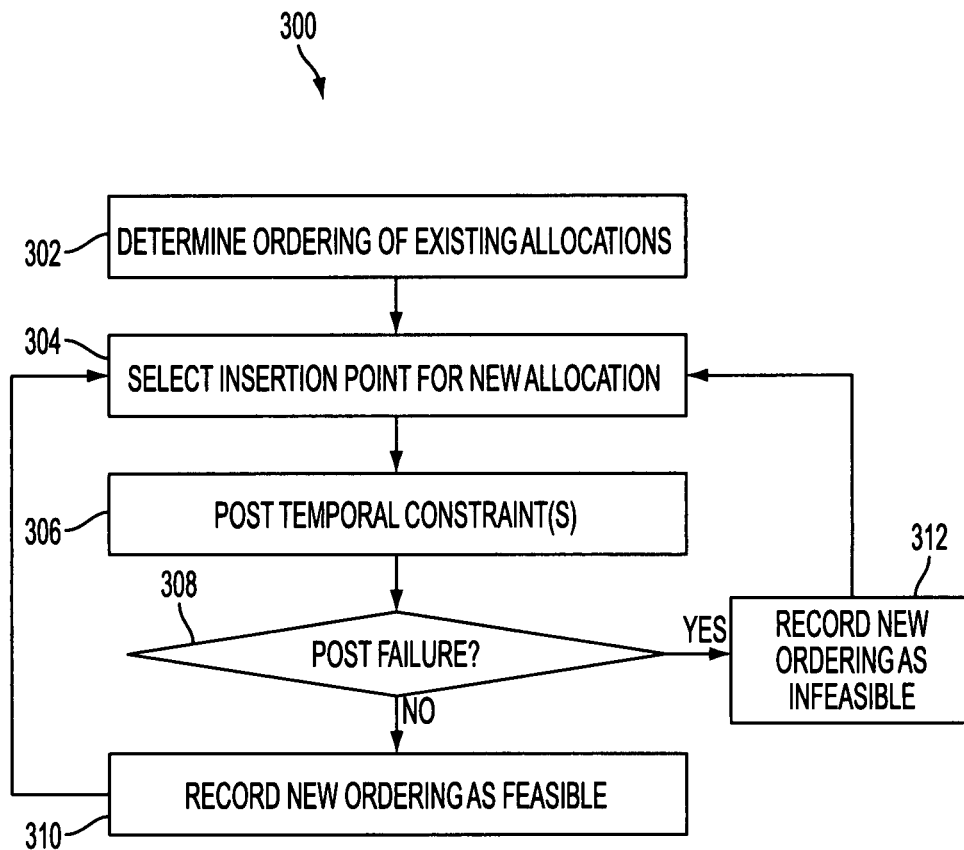 300
302
DETERMINE ORDERING OF EXISTING ALLOCATIONS
304
SELECT INSERTION POINT FOR NEW ALLOCATION
306
POST TEMPORAL CONSTRAINT(S)
308
POST FAILURE?
YES
312
RECORD NEW
ORDERING AS
INFEASIBLE
NO
RECORD NEW ORDERING AS FEASIBLE
310